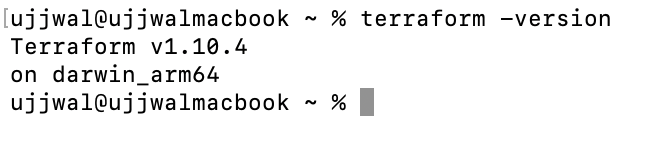 [ujjwal@ujjwalmacbook ~ % terraform -version
Terraform v1.10.4
on darwin_arm64
ujjwal@ujjwalmacbook ~ %